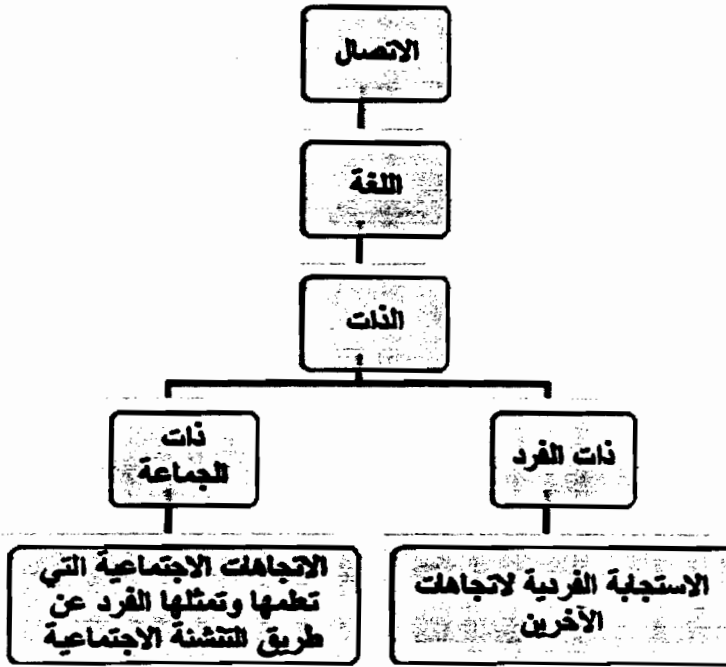 الاتصال
اللغة
الذات
ذات الفرد
ذات
الجماعة
الاستجابة الفردية لاتجاهات
الآخرين
الاتجاهات الاجتماعية التي
تعلمها وتمثلها الفرد عن
طريق التنشئة الاجتماعية